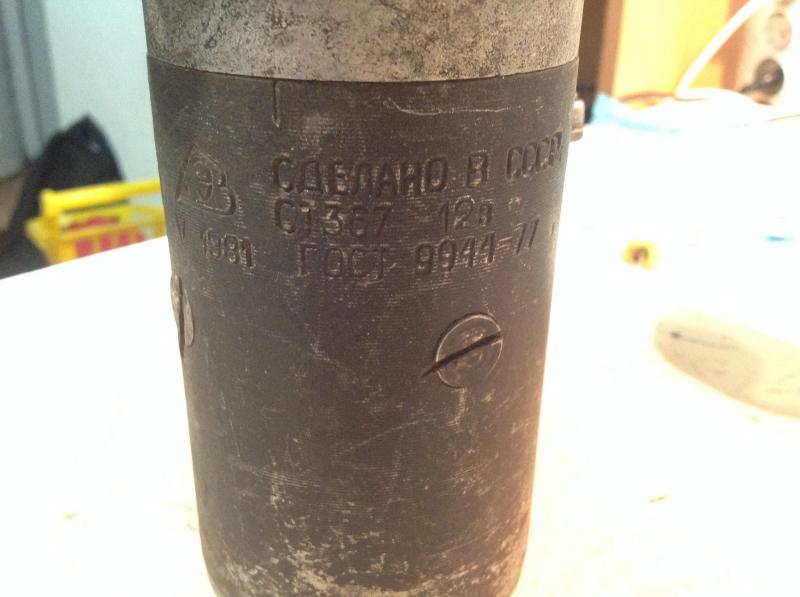 СДЕЛАНО В СССР
СТ367 12в
V 1981 ГОСТ 9944-77